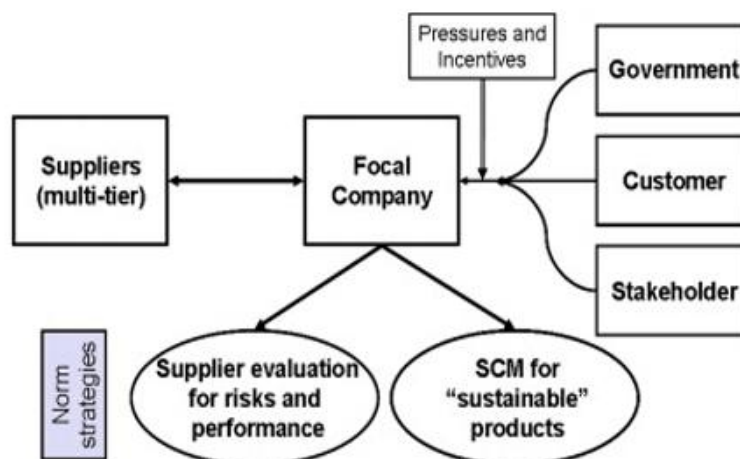 Pressures and
Incentives
Government
Suppliers
(multi-tier)
Focal
Company
Customer
Stakeholder
Norm
strategies
Supplier evaluation
for risks and
performance
SCM for
“sustainable”
products